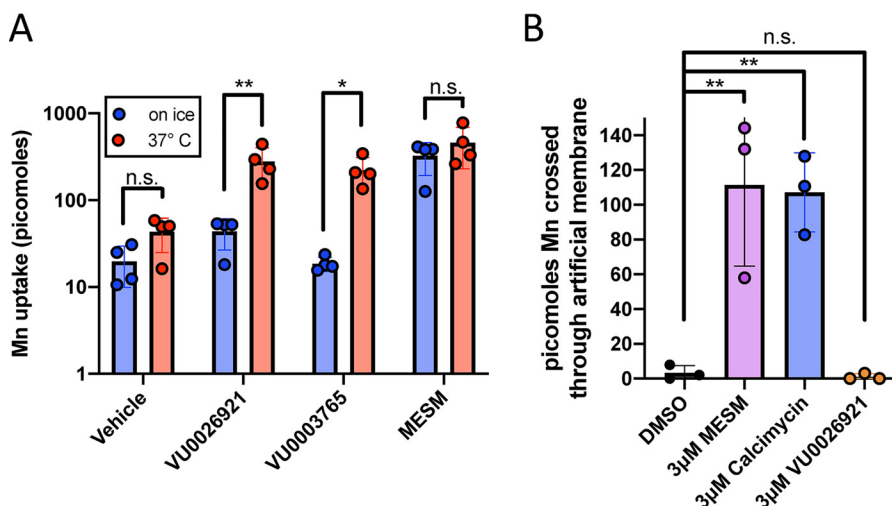 A
Mn uptake (picomoles)
1000
100
10
1
on ice
37° C
n.s.
**
*
n.s.
Vehicle
VU0026921
VU0003765
MESM
B
picomoles Mn crossed
through artificial membrane
140
120
100
80
60
40
20
0
n.s.
**
**
DMSO
3µM MESM
3µM Calcimycin
3µM VU0026921